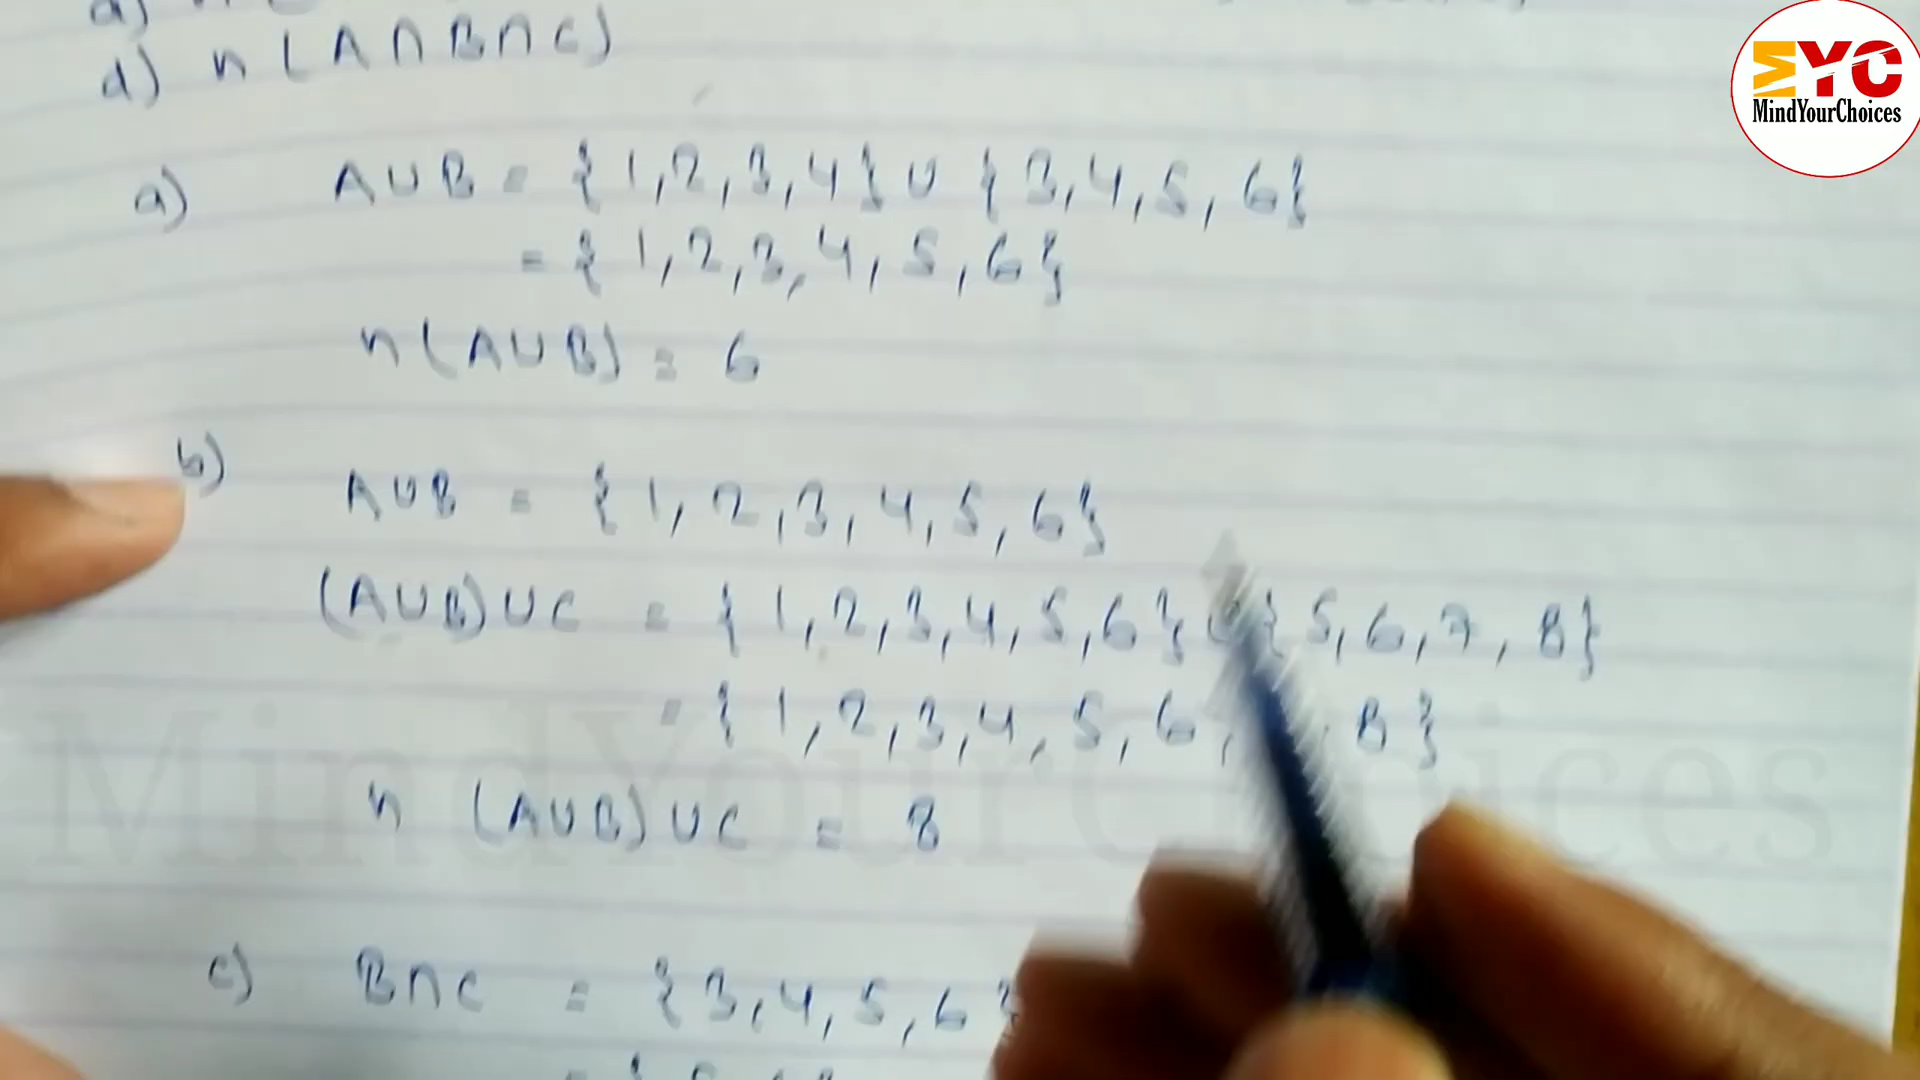 d) n (A∩B∩C)
MYC
MindYourChoices
a) A∪B = {1,2,3,4} ∪ {3,4,5,6}
= {1,2,3,4,5,6}
n(A∪B) = 6
b) A∪B = {1,2,3,4,5,6}
(A∪B)∪C = {1,2,3,4,5,6} ∪ {5,6,7,8}
= {1,2,3,4,5,6, , 8}
n (A∪B)∪C = 8
MindYourChoices
c) B∩C = {3,4,5,6}